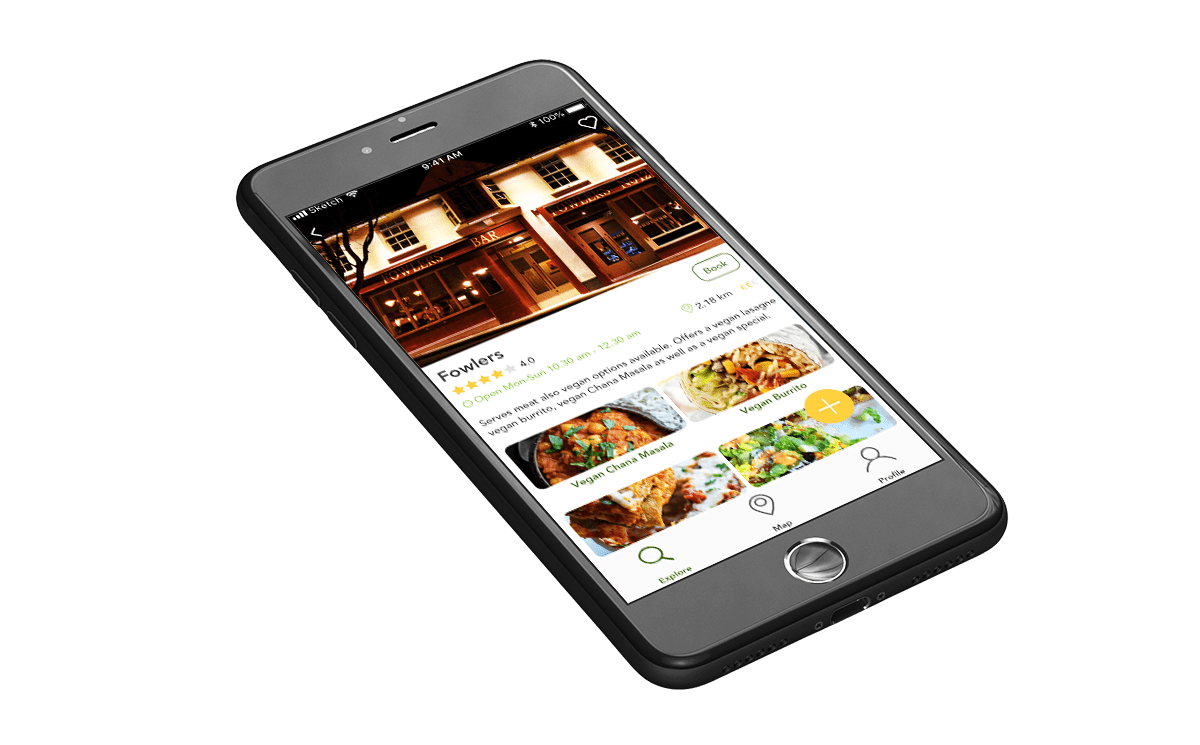 Sketch
9:41 AM
100%
FOWLERS
BAR
FOWLERS
Book
Fowlers
4.0
2.18 km
€€
Open Mon-Sun 10.30 am - 12.30 am
Serves meat also vegan options available. Offers a vegan lasagne
vegan burrito, vegan Chana Masala as well as a vegan special.
Vegan Chana Masala
Vegan Burrito
Explore
Map
Profile